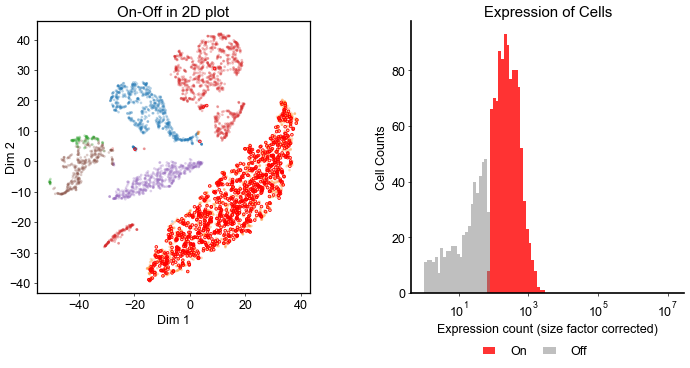 On-Off in 2D plot
Dim 2
40
30
20
10
0
−10
−20
−30
−40
−40
−20
0
20
40
Dim 1
Expression of Cells
Cell Counts
80
60
40
20
0
10^1
10^3
10^5
10^7
Expression count (size factor corrected)
On
Off